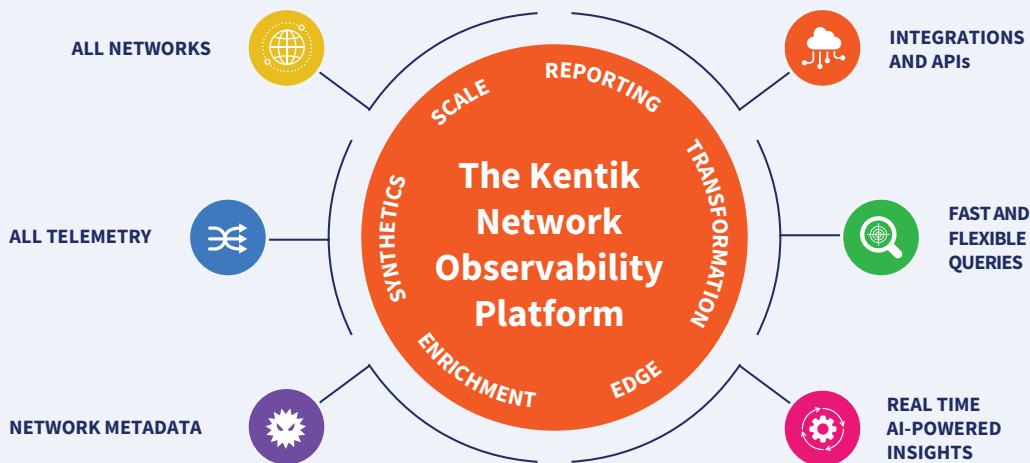 ALL NETWORKS
ALL TELEMETRY
NETWORK METADATA
SCALE
REPORTING
TRANSFORMATION
EDGE
ENRICHMENT
SYNTHETICS
The Kentik
Network
Observability
Platform
INTEGRATIONS
AND APIs
FAST AND
FLEXIBLE
QUERIES
REAL TIME
AI-POWERED
INSIGHTS